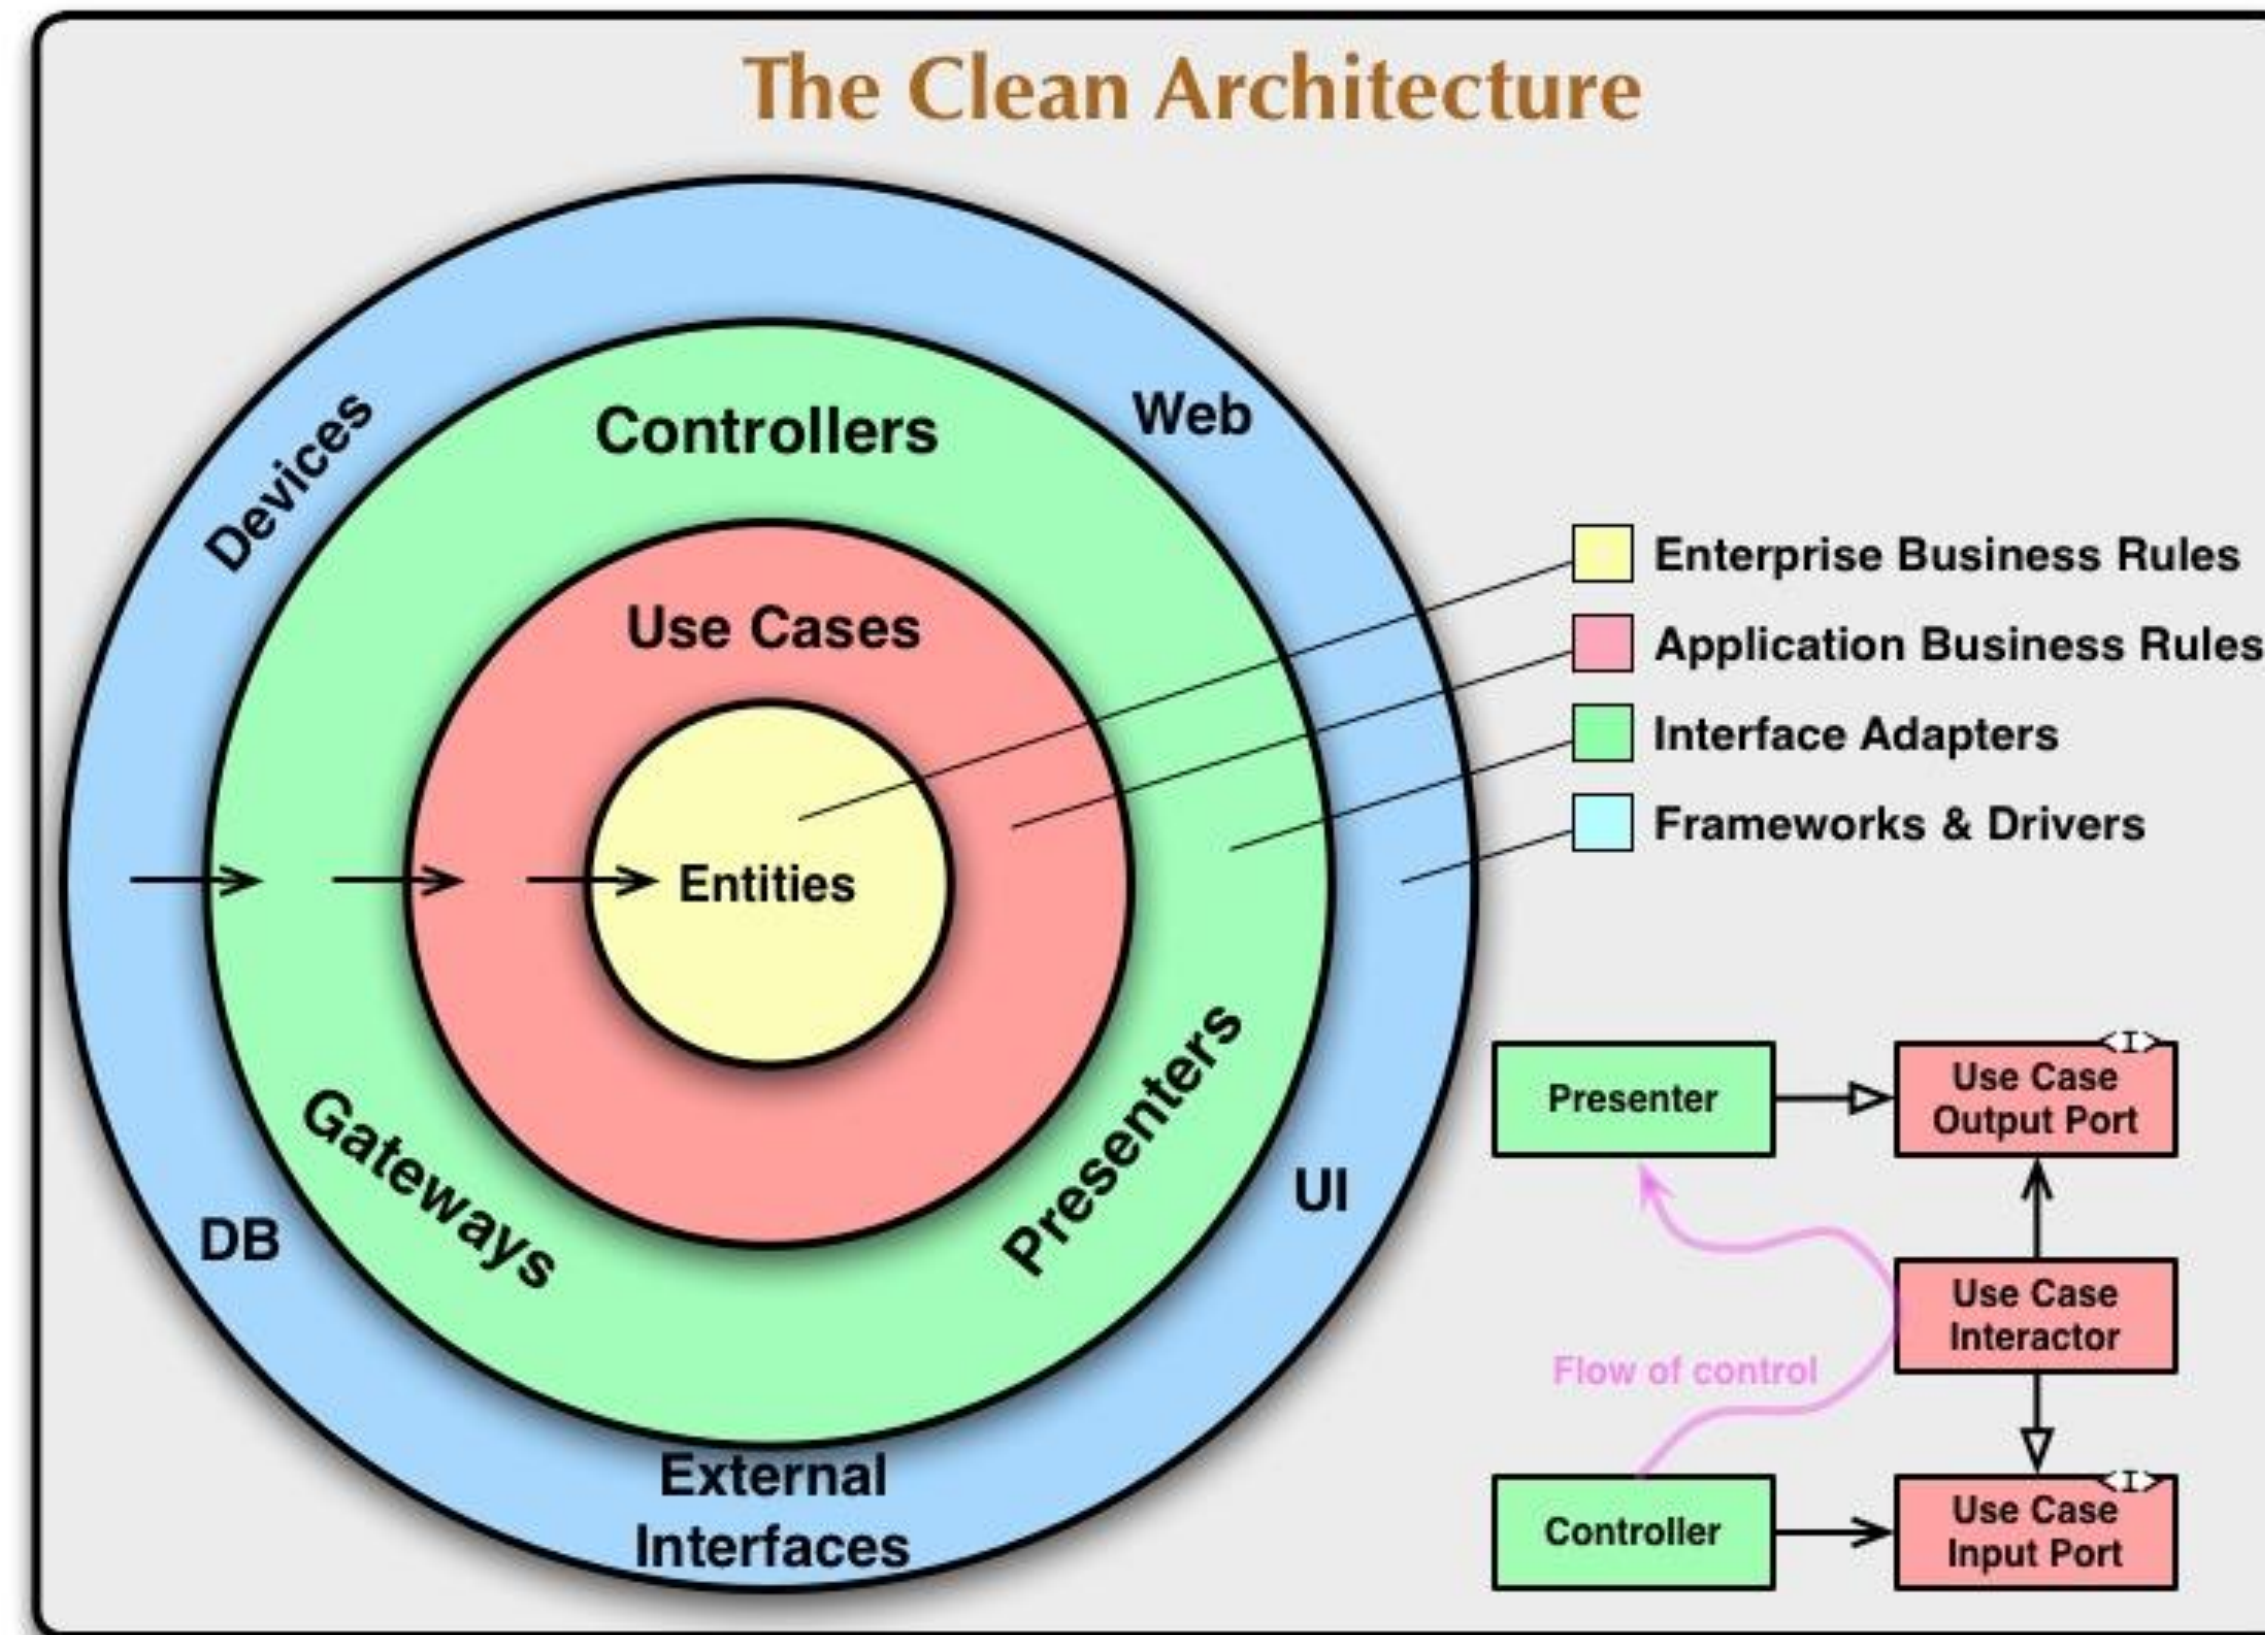 The Clean Architecture
Devices
Controllers
Web
Use Cases
Entities
Gateways
Presenters
DB
UI
External
Interfaces
Enterprise Business Rules
Application Business Rules
Interface Adapters
Frameworks & Drivers
<I>
Presenter
Use Case
Output Port
Use Case
Interactor
Flow of control
<I>
Controller
Use Case
Input Port